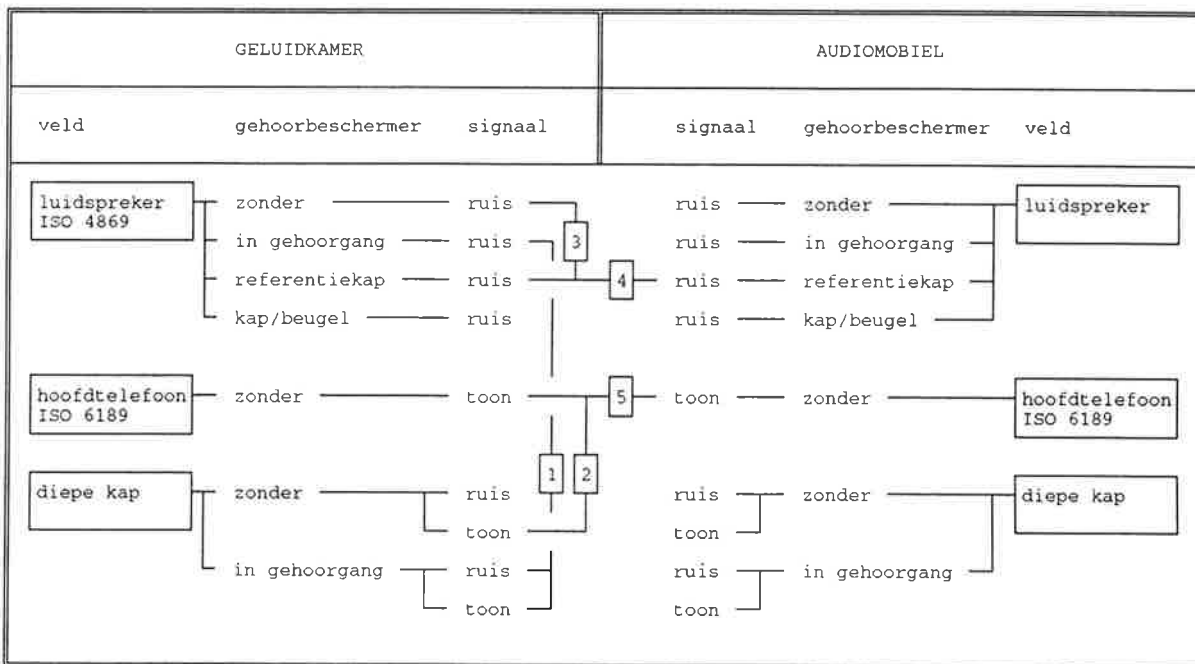 GELUIDKAMER AUDIOMOBIEL
veld gehoorbeschermer signaal signaal gehoorbeschermer veld
luidspreker zonder ruis ruis zonder luidspreker
ISO 4869
in gehoorgang ruis 3 ruis in gehoorgang
referentiekap ruis 4 ruis referentiekap
kap/beugel ruis ruis kap/beugel
hoofdtelefoon zonder toon 5 toon zonder hoofdtelefoon
ISO 6189 ISO 6189
1 2
diepe kap zonder ruis ruis zonder diepe kap
toon toon
in gehoorgang ruis ruis in gehoorgang
toon toon